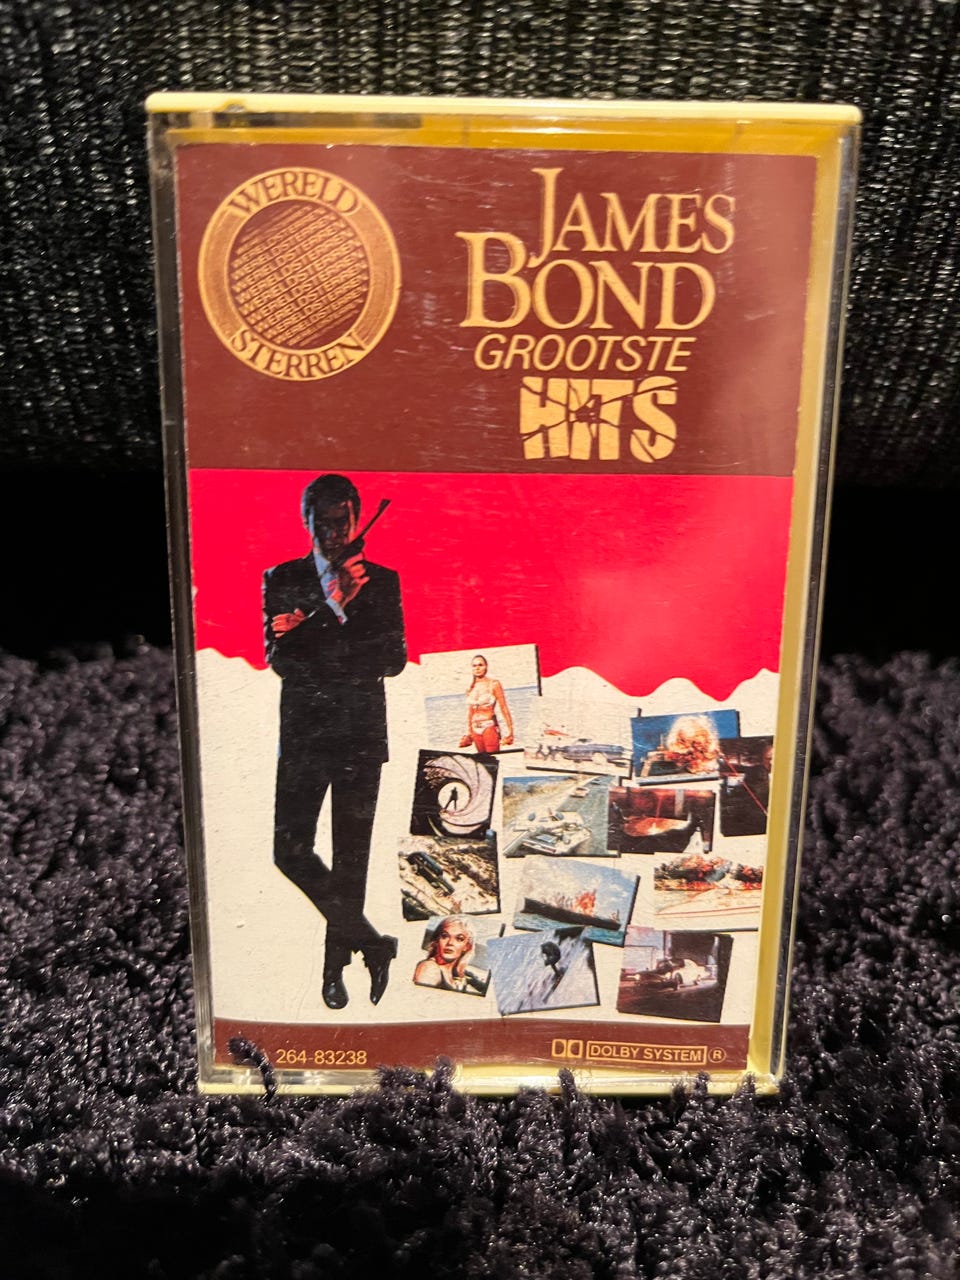 WERELD
STERREN
JAMES
BOND
GROOTSTE
HITS
264-83238
DOLBY SYSTEM ®